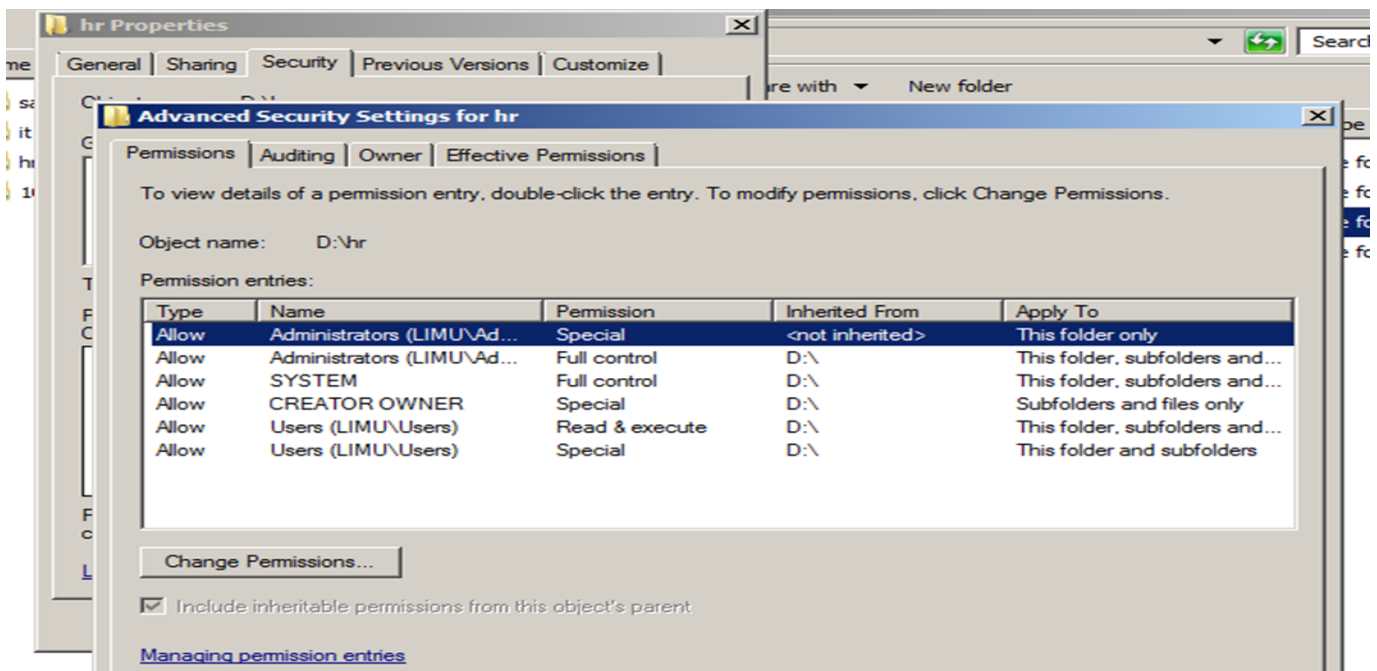 hr Properties
Search
me
General Sharing Security Previous Versions Customize
re with New folder
sa
Advanced Security Settings for hr
pe
it
Permissions Auditing Owner Effective Permissions
hr
To view details of a permission entry, double-click the entry. To modify permissions, click Change Permissions.
Object name: D:\hr
Permission entries:
Type Name Permission Inherited From Apply To
Allow Administrators (LIMU\Ad... Special <not inherited> This folder only
Allow Administrators (LIMU\Ad... Full control D:\ This folder, subfolders and...
Allow SYSTEM Full control D:\ This folder, subfolders and...
Allow CREATOR OWNER Special D:\ Subfolders and files only
Allow Users (LIMU\Users) Read & execute D:\ This folder, subfolders and...
Allow Users (LIMU\Users) Special D:\ This folder and subfolders
Change Permissions...
Include inheritable permissions from this object's parent
Managing permission entries